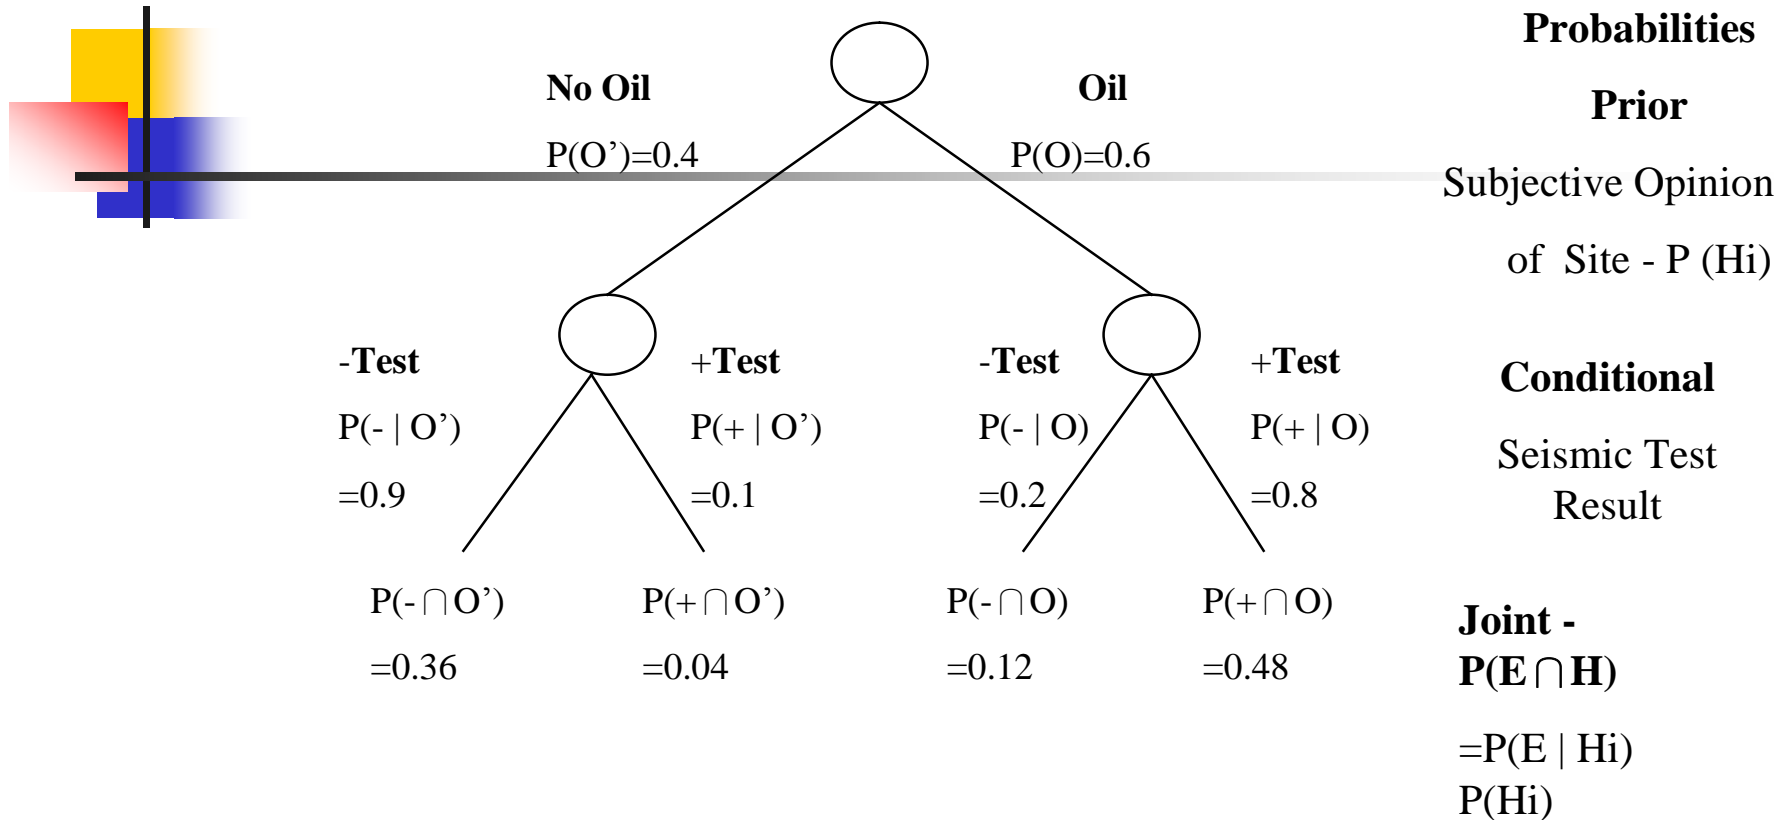 Probabilities
No Oil
Oil
Prior
P(O’)=0.4
P(O)=0.6
Subjective Opinion
of Site - P (Hi)
-Test
+Test
-Test
+Test
Conditional
P(- | O’)
P(+ | O’)
P(- | O)
P(+ | O)
Seismic Test
=0.9
=0.1
=0.2
=0.8
Result
P(-∩O’)
P(+∩O’)
P(-∩O)
P(+∩O)
=0.36
=0.04
=0.12
=0.48
Joint -
P(E∩H)
=P(E | Hi)
P(Hi)